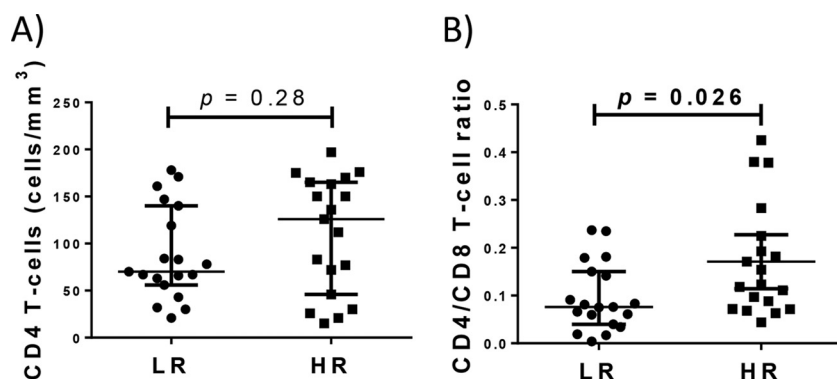 A)
CD4 T-cells (cells/mm³)
p = 0.28
250
200
150
100
50
0
LR
HR
B)
CD4/CD8 T-cell ratio
p = 0.026
0.5
0.4
0.3
0.2
0.1
0.0
LR
HR